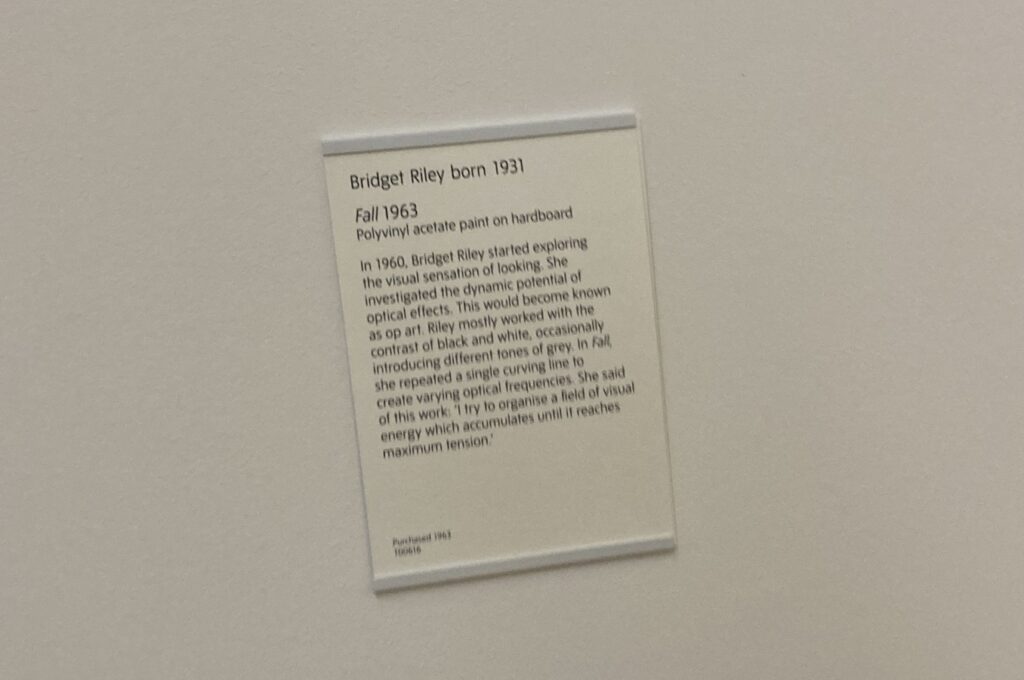 Bridget Riley born 1931
Fall 1963
Polyvinyl acetate paint on hardboard
In 1960, Bridget Riley started exploring
the visual sensation of looking. She
investigated the dynamic potential of
optical effects. This would become known
as op art. Riley mostly worked with the
contrast of black and white, occasionally
introducing different tones of grey. In Fall,
she repeated a single curving line to
create varying optical frequencies. She said
of this work: ‘I try to organise a field of visual
energy which accumulates until it reaches
maximum tension.’
Purchased 1963
T00616